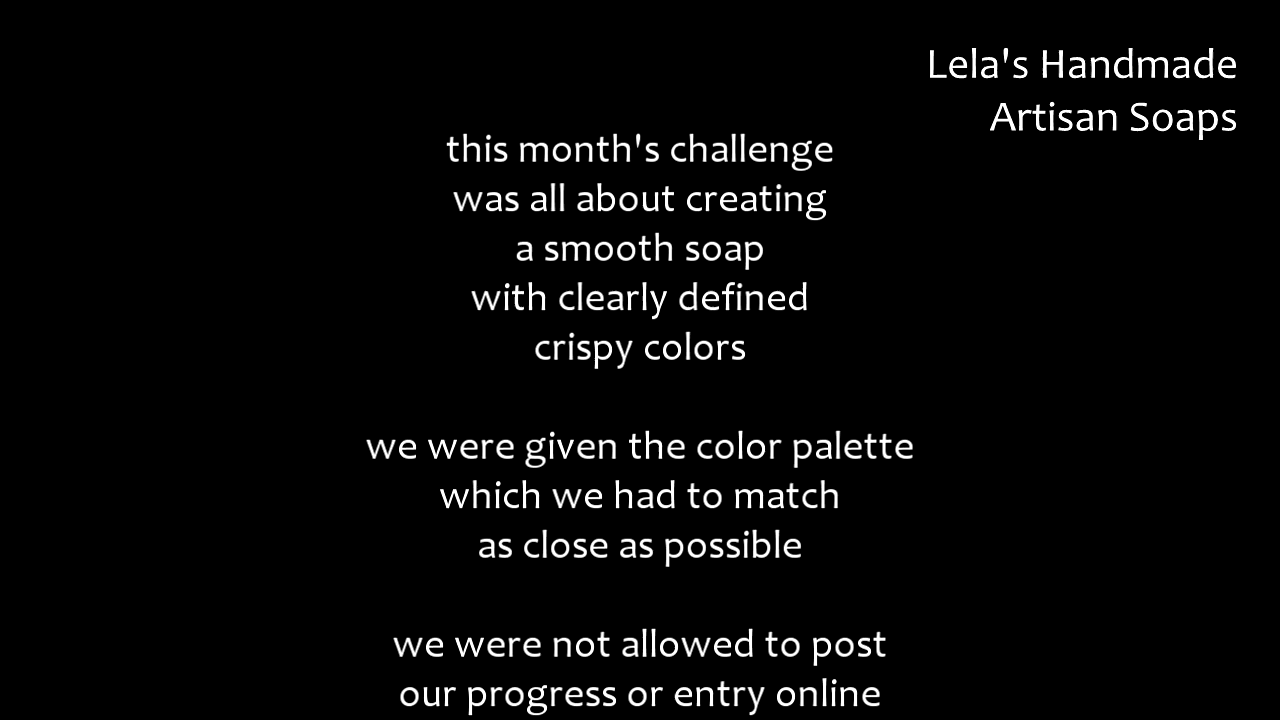 Lela's Handmade
Artisan Soaps
this month's challenge
was all about creating
a smooth soap
with clearly defined
crispy colors
we were given the color palette
which we had to match
as close as possible
we were not allowed to post
our progress or entry online